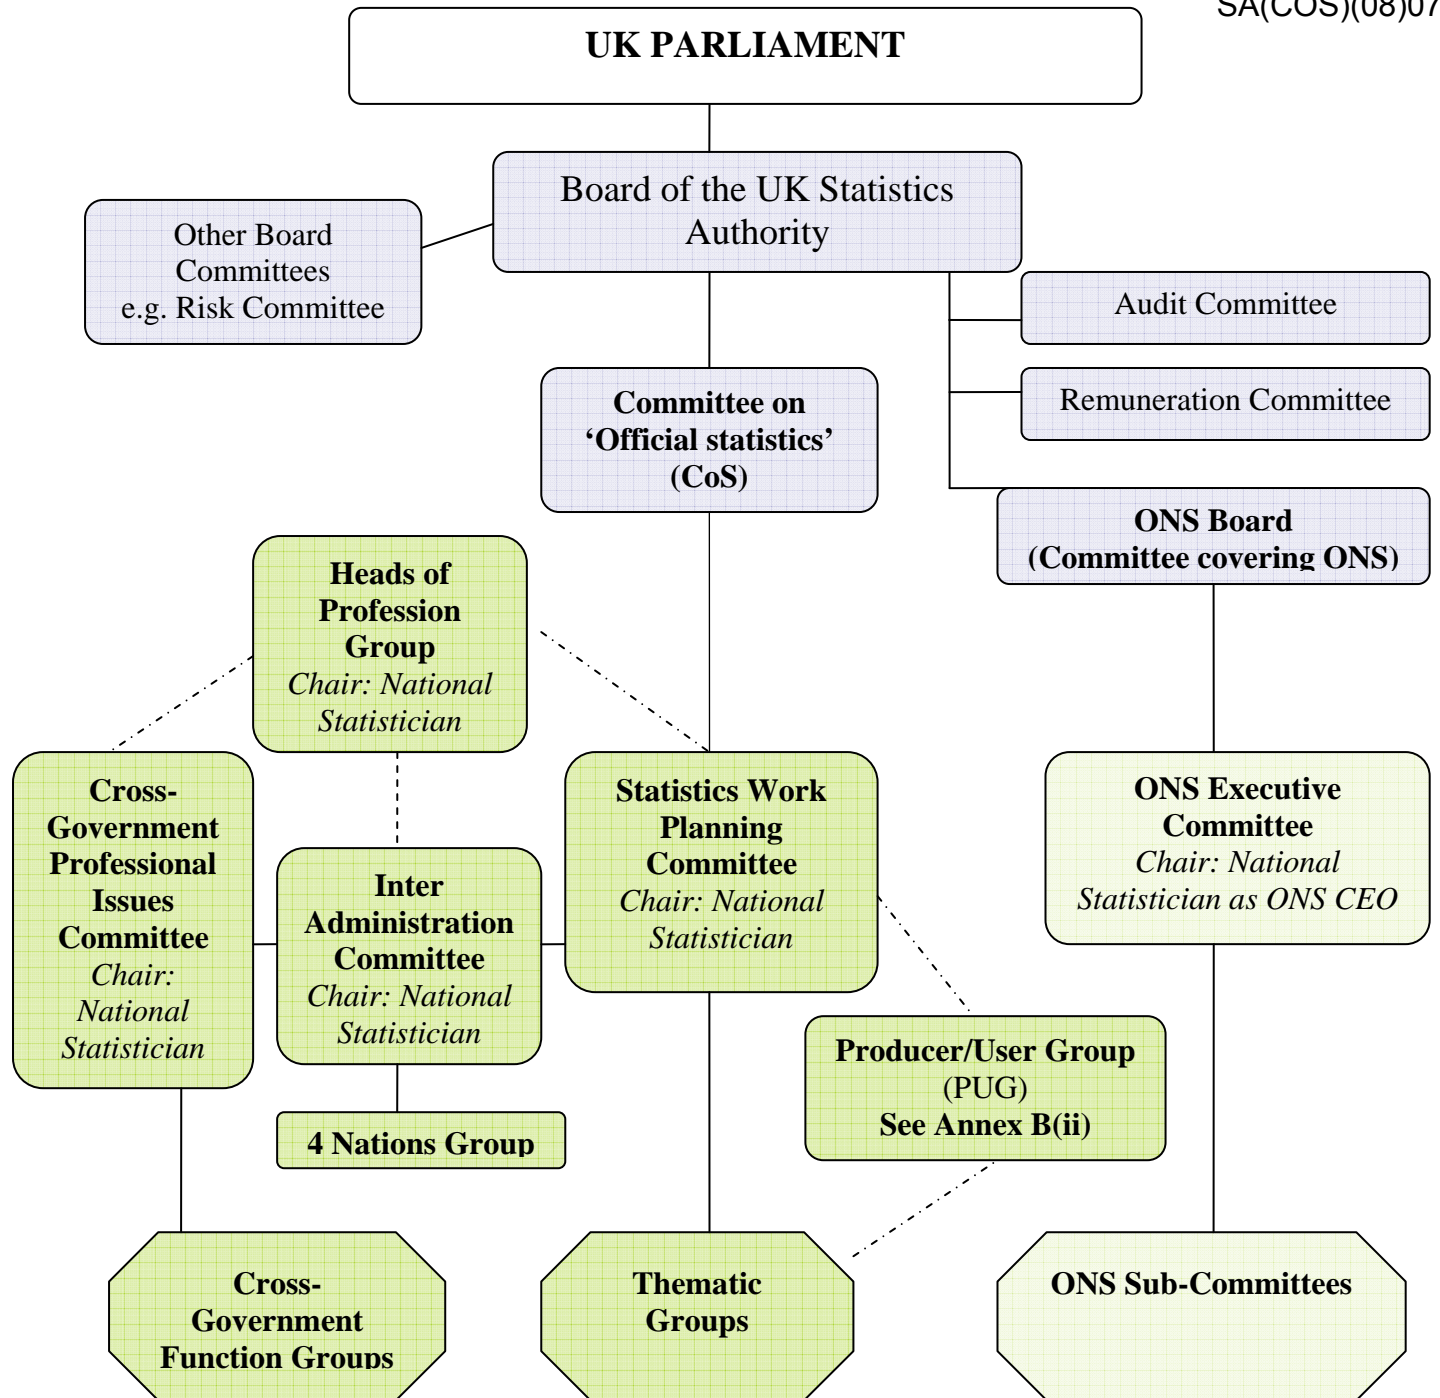 SA(COS)(08)07
UK PARLIAMENT
Board of the UK Statistics
Authority
Other Board
Committees
e.g. Risk Committee
Audit Committee
Remuneration Committee
Committee on
‘Official statistics’
(CoS)
ONS Board
(Committee covering ONS)
Heads of
Profession
Group
Chair: National
Statistician
Cross-
Government
Professional
Issues
Committee
Chair:
National
Statistician
Inter
Administration
Committee
Chair: National
Statistician
Statistics Work
Planning
Committee
Chair: National
Statistician
ONS Executive
Committee
Chair: National
Statistician as ONS CEO
Producer/User Group
(PUG)
See Annex B(ii)
4 Nations Group
Cross-
Government
Function Groups
Thematic
Groups
ONS Sub-Committees